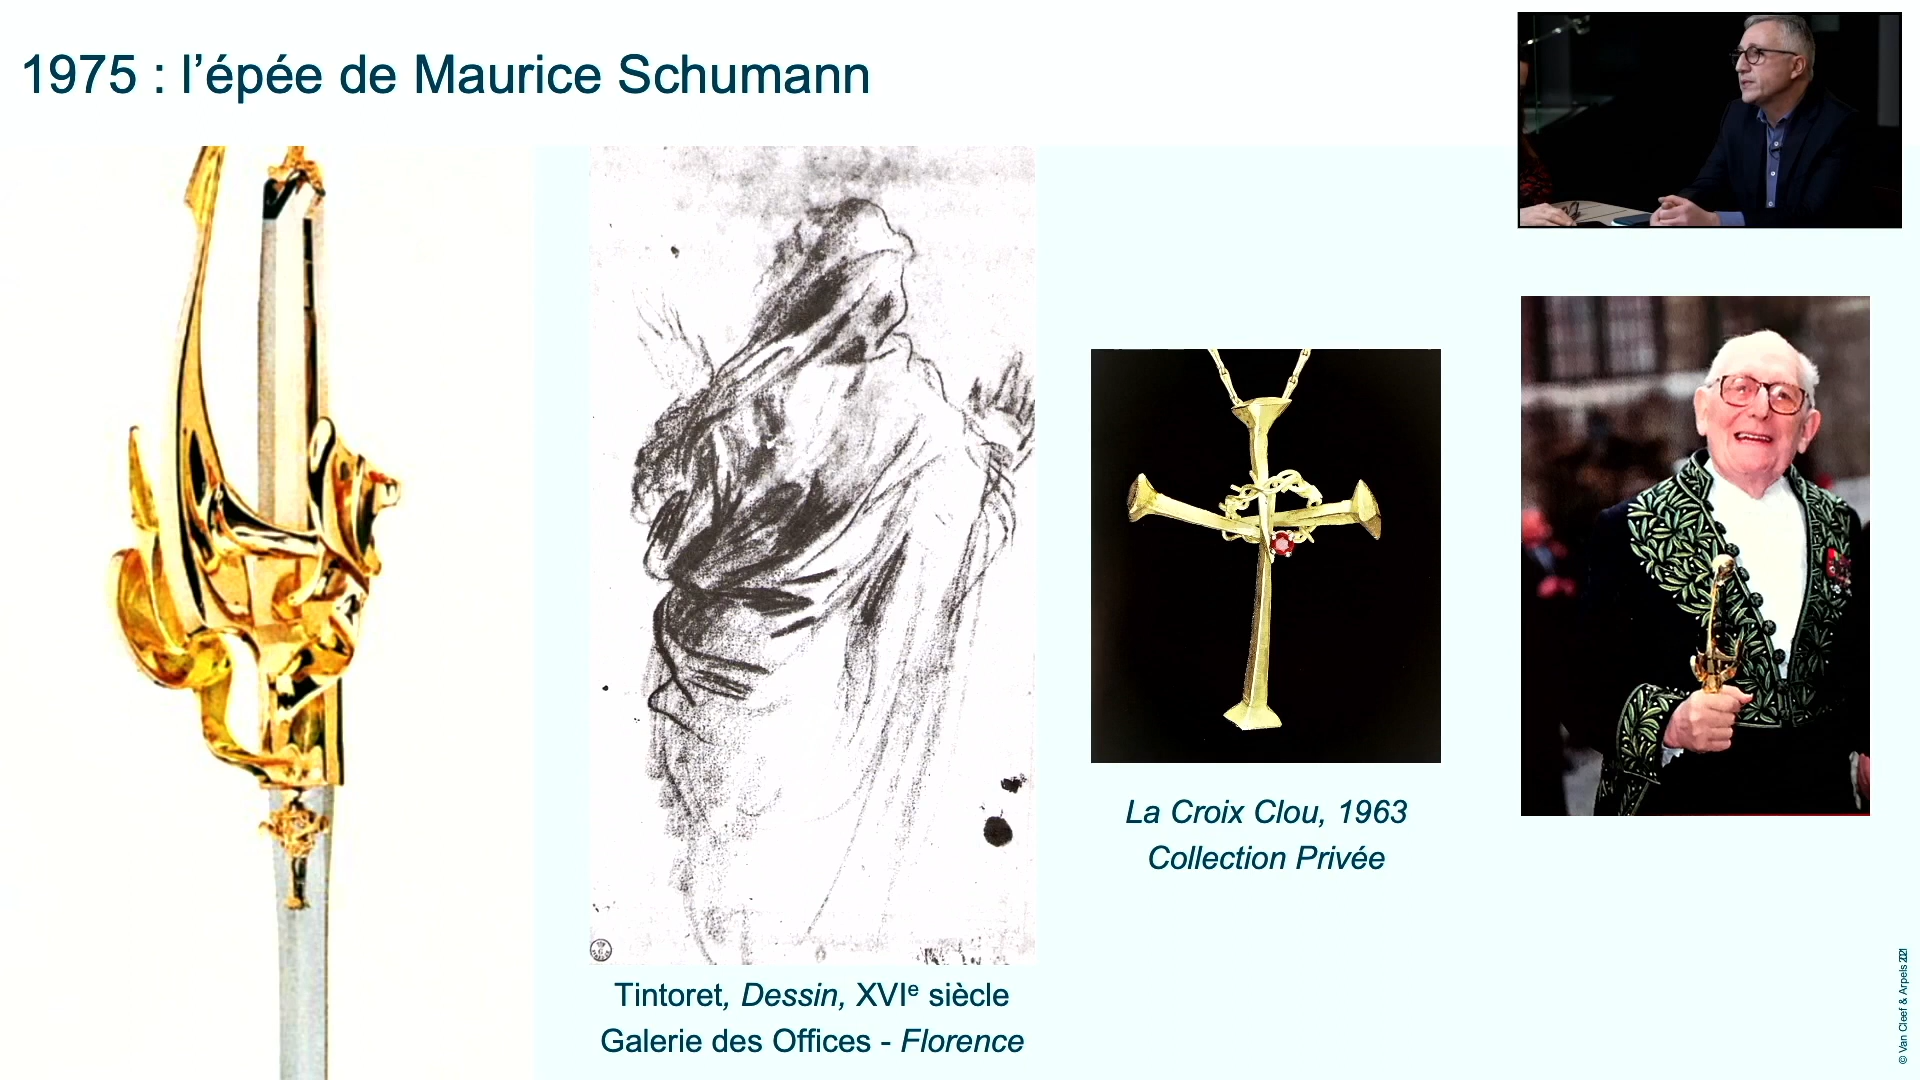 1975 : l’épée de Maurice Schumann
Tintoret, Dessin, XVIe siècle
Galerie des Offices - Florence
La Croix Clou, 1963
Collection Privée
© Van Cleef & Arpels